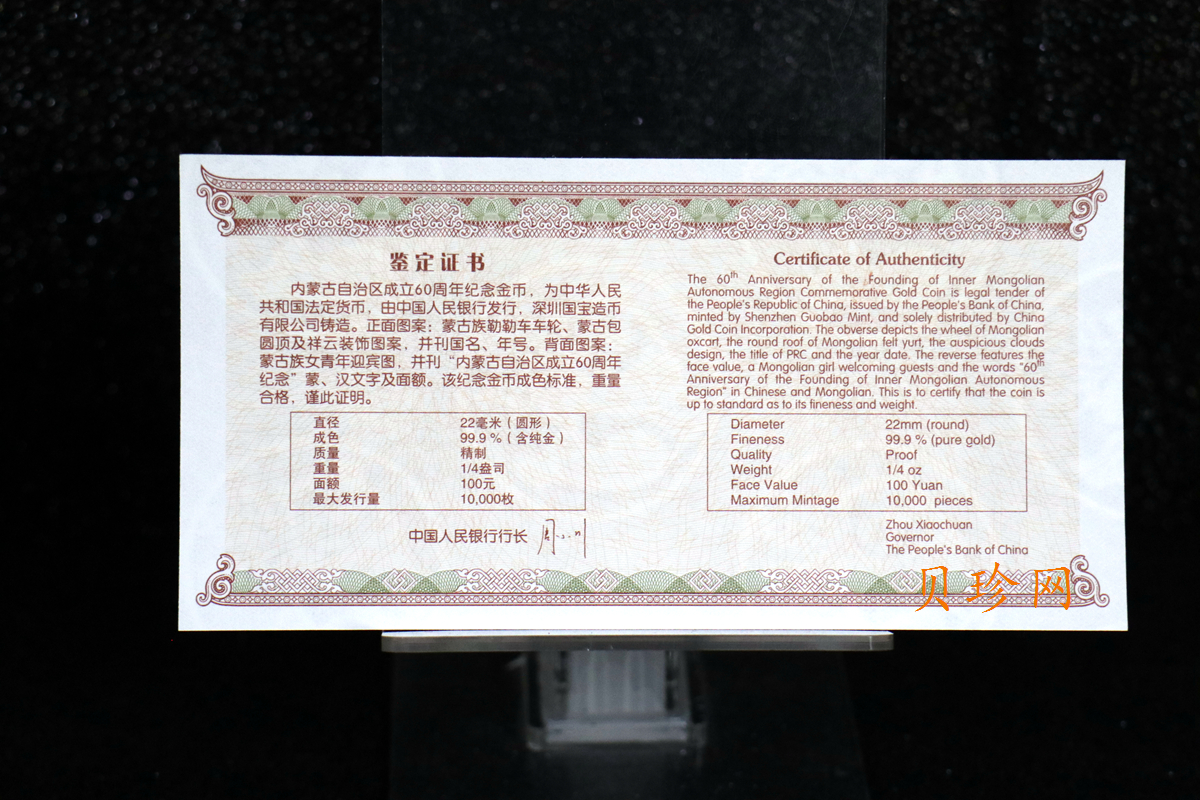 鉴定证书
内蒙古自治区成立60周年纪念金币，为中华人民
共和国法定货币，由中国人民银行发行，深圳国宝造币
有限公司铸造。正面图案：蒙古族勒勒车车轮、蒙古包
圆顶及祥云装饰图案，并刊国名、年号。背面图案：
蒙古族女青年迎宾图，并刊“内蒙古自治区成立60周年
纪念”蒙、汉文字及面额。该纪念金币成色标准，重量
合格，谨此证明。
直径 22毫米（圆形）
成色 99.9％（含纯金）
质量 精制
重量 1/4盎司
面额 100元
最大发行量 10,000枚
中国人民银行行长
Certificate of Authenticity
The 60th Anniversary of the Founding of Inner Mongolian
Autonomous Region Commemorative Gold Coin is legal tender of
the People's Republic of China, issued by the People's Bank of China,
minted by Shenzhen Guobao Mint, and solely distributed by China
Gold Coin Incorporation. The obverse depicts the wheel of Mongolian
oxcart, the round roof of Mongolian felt yurt, the auspicious clouds
design, the title of PRC and the year date. The reverse features the
face value, a Mongolian girl welcoming guests and the words "60th
Anniversary of the Founding of Inner Mongolian Autonomous
Region" in Chinese and Mongolian. This is to certify that the coin is
up to standard as to its fineness and weight.
Diameter 22mm (round)
Fineness 99.9 % (pure gold)
Quality Proof
Weight 1/4 oz
Face Value 100 Yuan
Maximum Mintage 10,000 pieces
Zhou Xiaochuan
Governor
The People's Bank of China
贝珍网